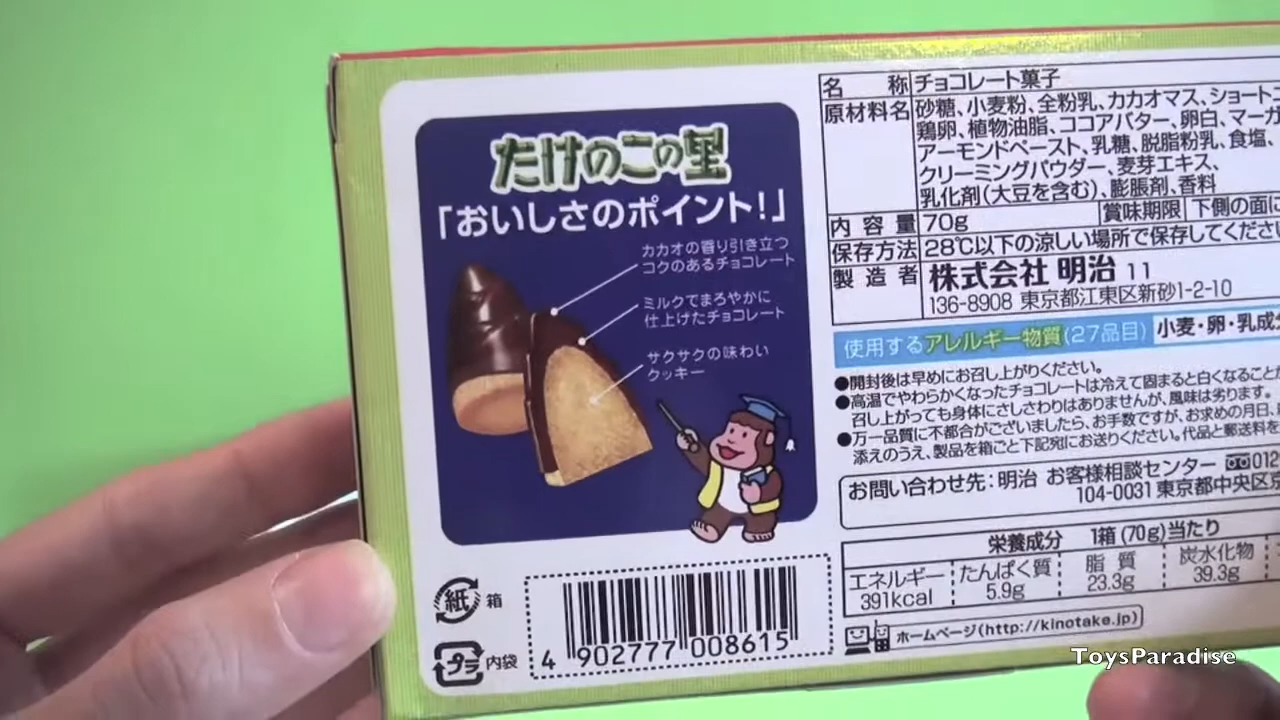 たけのこの里
「おいしさのポイント!」
カカオの香り引き立つ
コクのあるチョコレート
ミルクでまろやかに
仕上げたチョコレート
サクサクの味わい
クッキー
紙 箱
プラ 内袋
4 902777 008615
名称 チョコレート菓子
原材料名 砂糖、小麦粉、全粉乳、カカオマス、ショートニ
鶏卵、植物油脂、ココアバター、卵白、マーガ
アーモンドペースト、乳糖、脱脂粉乳、食塩、
クリーミングパウダー、麦芽エキス、
乳化剤(大豆を含む)、膨脹剤、香料
内容量 70g 賞味期限 下側の面に
保存方法 28℃以下の涼しい場所で保存してください
製造者 株式会社 明治 11
136-8908 東京都江東区新砂1-2-10
使用するアレルギー物質(27品目) 小麦・卵・乳成
●開封後は早めにお召し上がりください。
●高温でやわらかくなったチョコレートは冷えて固まると白くなること
召し上がっても身体にさしさわりはありませんが、風味は劣ります。
●万一品質に不都合がございましたら、お手数ですが、お求めの月日、
添えのうえ、製品を箱ごと下記宛にお送りください。代品と郵送料を
お問い合わせ先:明治 お客様相談センター 012
104-0031 東京都中央区京
栄養成分 1箱(70g)当たり
エネルギー たんぱく質 脂質 炭水化物
391kcal 5.9g 23.3g 39.3g
ホームページ(http://kinotake.jp)
ToysParadise